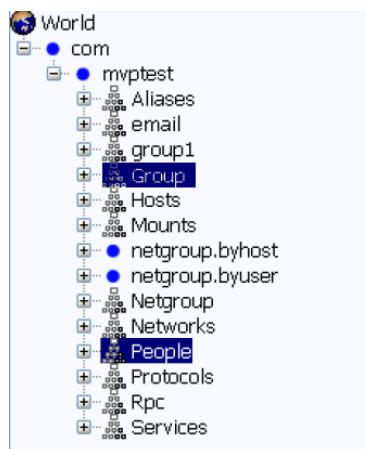 World
com
mvptest
Aliases
email
group1
Group
Hosts
Mounts
netgroup.byhost
netgroup.byuser
Netgroup
Networks
People
Protocols
Rpc
Services